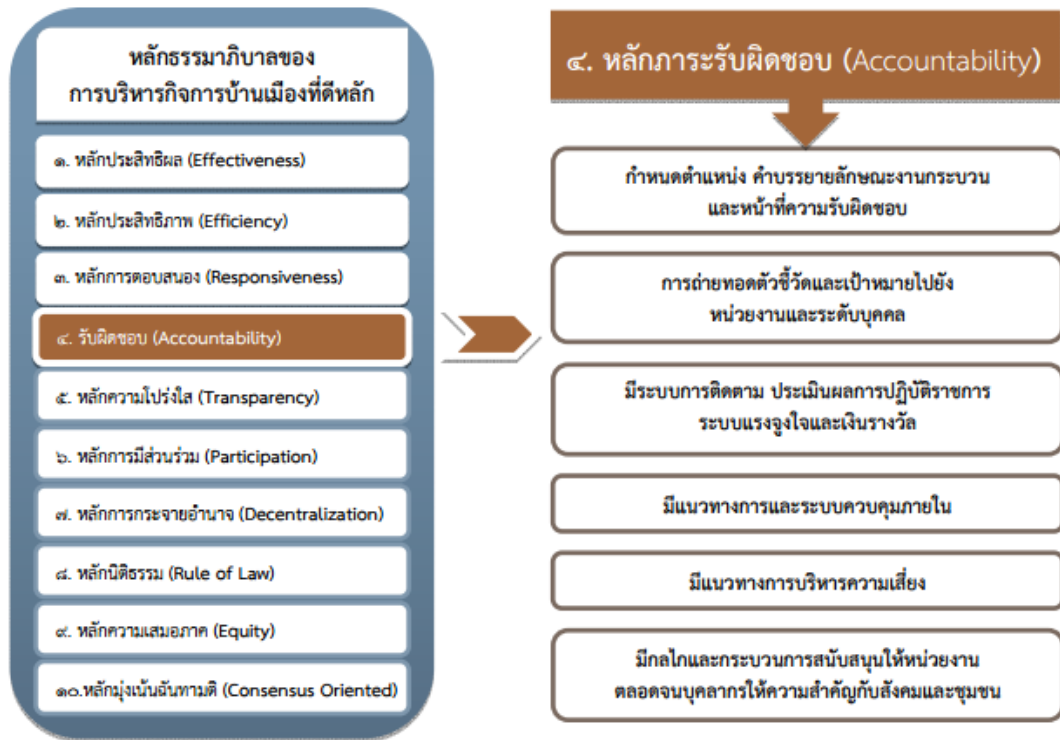 หลักธรรมาภิบาลของ
การบริหารกิจการบ้านเมืองที่ดีหลัก
๑. หลักประสิทธิผล (Effectiveness)
๒. หลักประสิทธิภาพ (Efficiency)
๓. หลักการตอบสนอง (Responsiveness)
๔. รับผิดชอบ (Accountability)
๕. หลักความโปร่งใส (Transparency)
๖. หลักการมีส่วนร่วม (Participation)
๗. หลักการกระจายอำนาจ (Decentralization)
๘. หลักนิติธรรม (Rule of Law)
๙. หลักความเสมอภาค (Equity)
๑๐.หลักมุ่งเน้นฉันทามติ (Consensus Oriented)
๔. หลักภาระรับผิดชอบ (Accountability)
กำหนดตำแหน่ง คำบรรยายลักษณะงานกระบวน
และหน้าที่ความรับผิดชอบ
การถ่ายทอดตัวชี้วัดและเป้าหมายไปยัง
หน่วยงานและระดับบุคคล
มีระบบการติดตาม ประเมินผลการปฏิบัติราชการ
ระบบแรงจูงใจและเงินรางวัล
มีแนวทางการและระบบควบคุมภายใน
มีแนวทางการบริหารความเสี่ยง
มีกลไกและกระบวนการสนับสนุนให้หน่วยงาน
ตลอดจนบุคลากรให้ความสำคัญกับสังคมและชุมชน